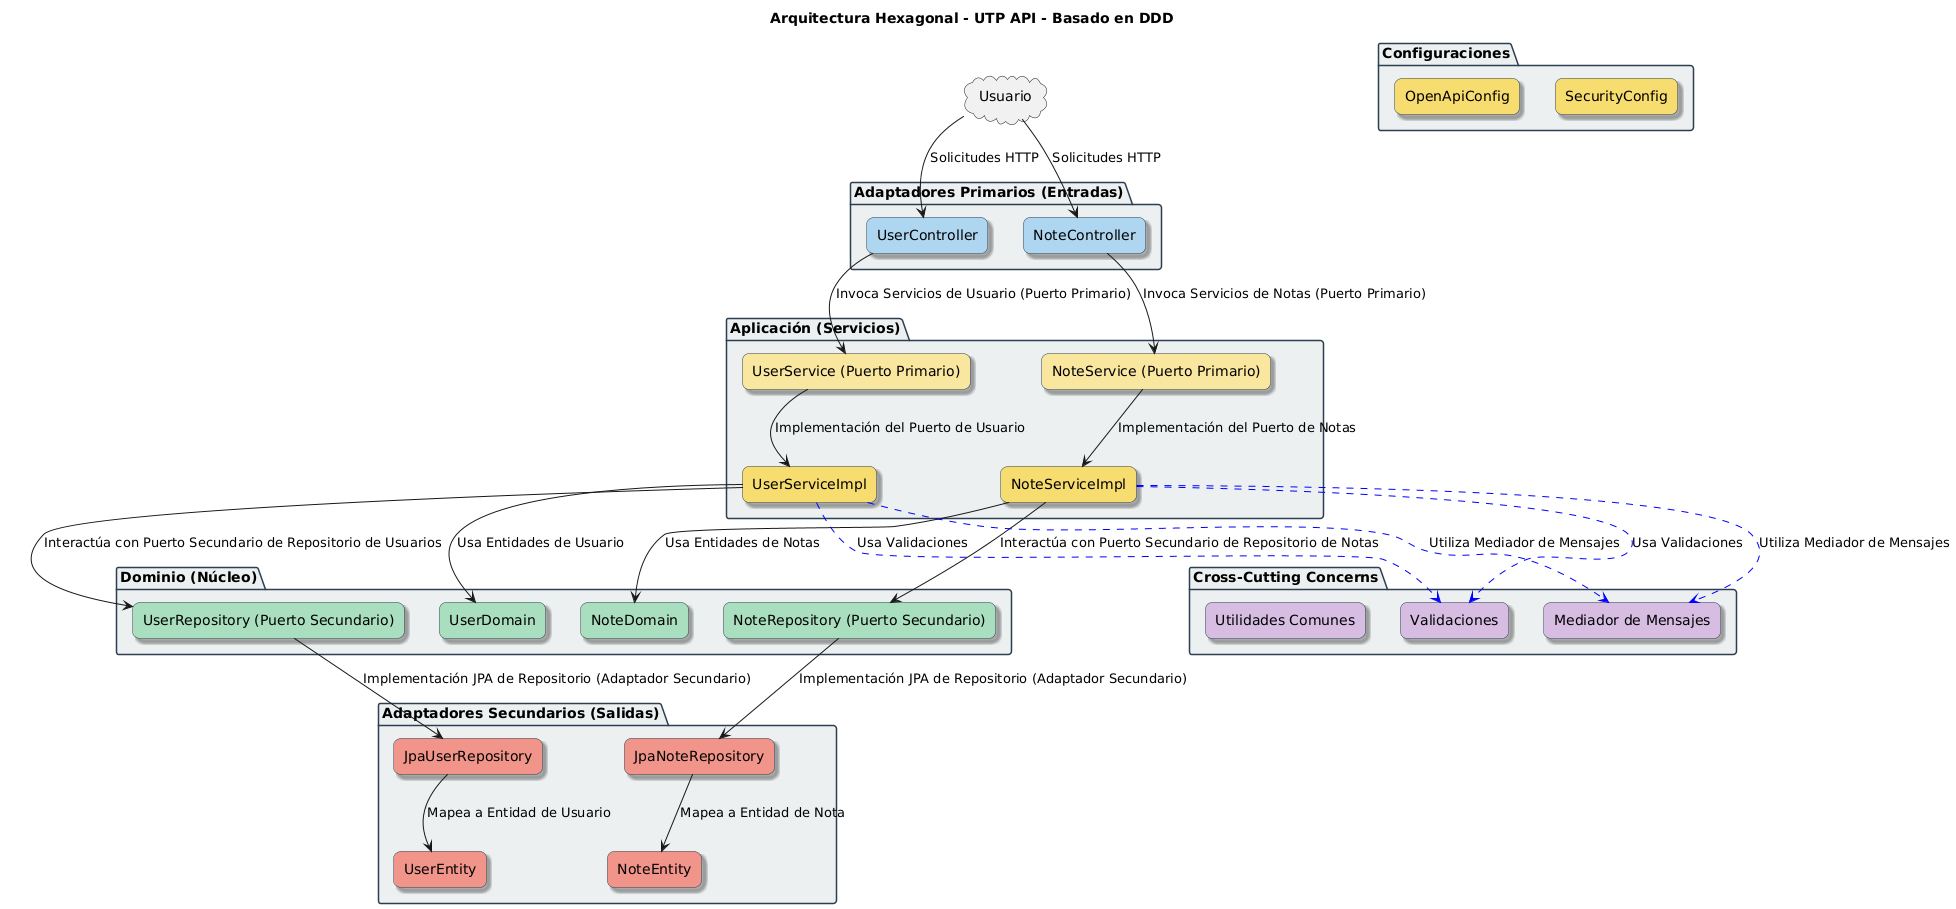 Arquitectura Hexagonal - UTP API - Basado en DDD
Configuraciones
OpenApiConfig
SecurityConfig
Usuario
Solicitudes HTTP
Solicitudes HTTP
Adaptadores Primarios (Entradas)
UserController
NoteController
Invoca Servicios de Usuario (Puerto Primario)
Invoca Servicios de Notas (Puerto Primario)
Aplicación (Servicios)
UserService (Puerto Primario)
NoteService (Puerto Primario)
Implementación del Puerto de Usuario
Implementación del Puerto de Notas
UserServiceImpl
NoteServiceImpl
Interactúa con Puerto Secundario de Repositorio de Usuarios
Usa Entidades de Usuario
Usa Entidades de Notas
Usa Validaciones
Interactúa con Puerto Secundario de Repositorio de Notas
Utiliza Mediador de Mensajes
Usa Validaciones
Utiliza Mediador de Mensajes
Dominio (Núcleo)
UserRepository (Puerto Secundario)
UserDomain
NoteDomain
NoteRepository (Puerto Secundario)
Cross-Cutting Concerns
Utilidades Comunes
Validaciones
Mediador de Mensajes
Implementación JPA de Repositorio (Adaptador Secundario)
Implementación JPA de Repositorio (Adaptador Secundario)
Adaptadores Secundarios (Salidas)
JpaUserRepository
JpaNoteRepository
Mapea a Entidad de Usuario
Mapea a Entidad de Nota
UserEntity
NoteEntity